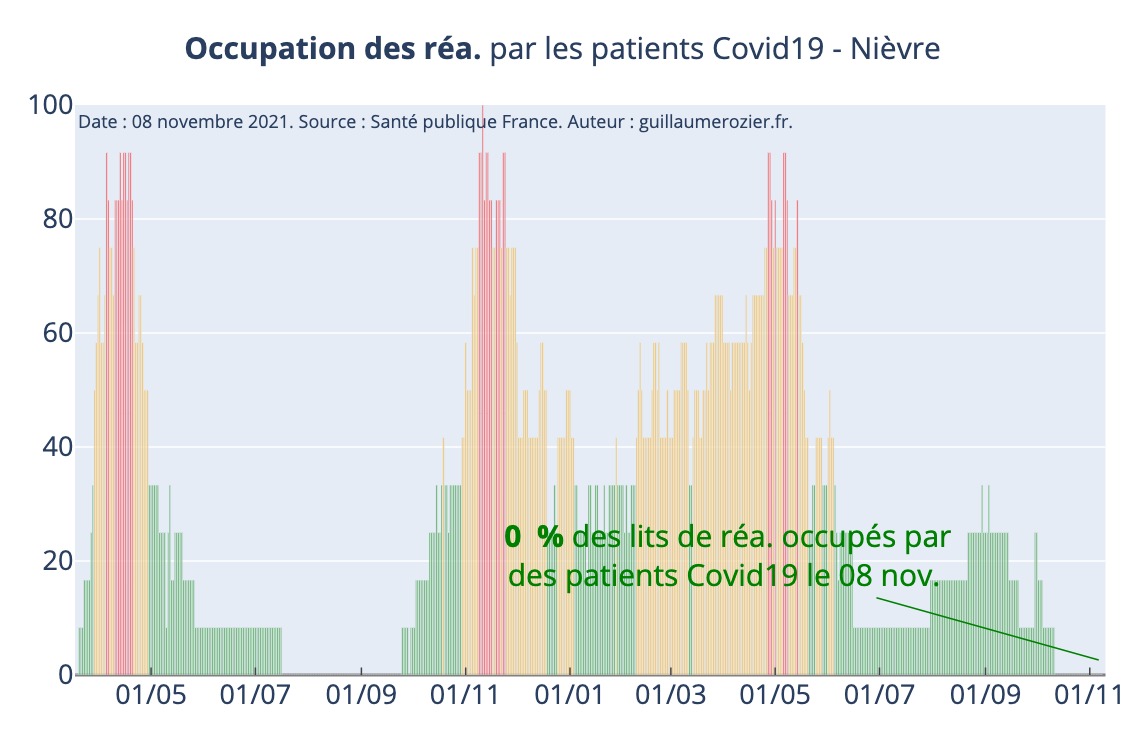 Occupation des réa. par les patients Covid19 - Nièvre
100
Date : 08 novembre 2021. Source : Santé publique France. Auteur : guillaumerozier.fr.
80
60
40
0 % des lits de réa. occupés par
des patients Covid19 le 08 nov.
20
0
01/05 01/07 01/09 01/11 01/01 01/03 01/05 01/07 01/09 01/11